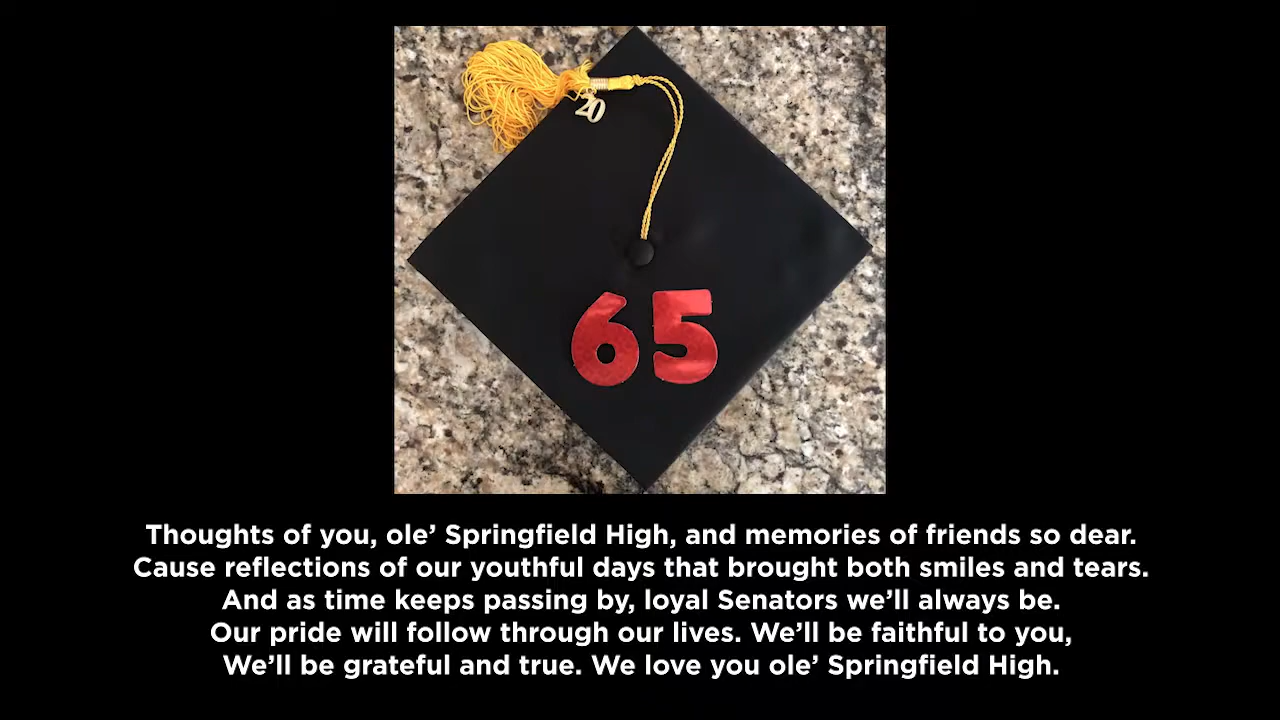 20
65
Thoughts of you, ole’ Springfield High, and memories of friends so dear.
Cause reflections of our youthful days that brought both smiles and tears.
And as time keeps passing by, loyal Senators we’ll always be.
Our pride will follow through our lives. We’ll be faithful to you,
We’ll be grateful and true. We love you ole’ Springfield High.